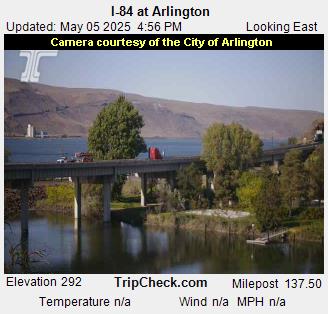 I-84 at Arlington
Updated: May 05 2025 4:56 PM Looking East
Camera courtesy of the City of Arlington
Elevation 292 TripCheck.com Milepost 137.50
Temperature n/a Wind n/a MPH n/a